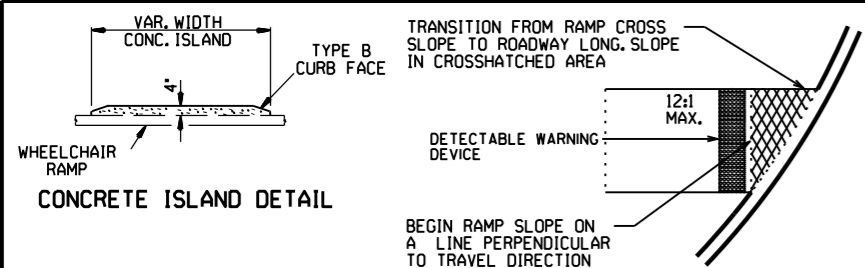 VAR. WIDTH
CONC. ISLAND
TYPE B
CURB FACE
4"
WHEELCHAIR
RAMP
CONCRETE ISLAND DETAIL
TRANSITION FROM RAMP CROSS
SLOPE TO ROADWAY LONG. SLOPE
IN CROSSHATCHED AREA
12:1
MAX.
DETECTABLE WARNING
DEVICE
BEGIN RAMP SLOPE ON
A LINE PERPENDICULAR
TO TRAVEL DIRECTION